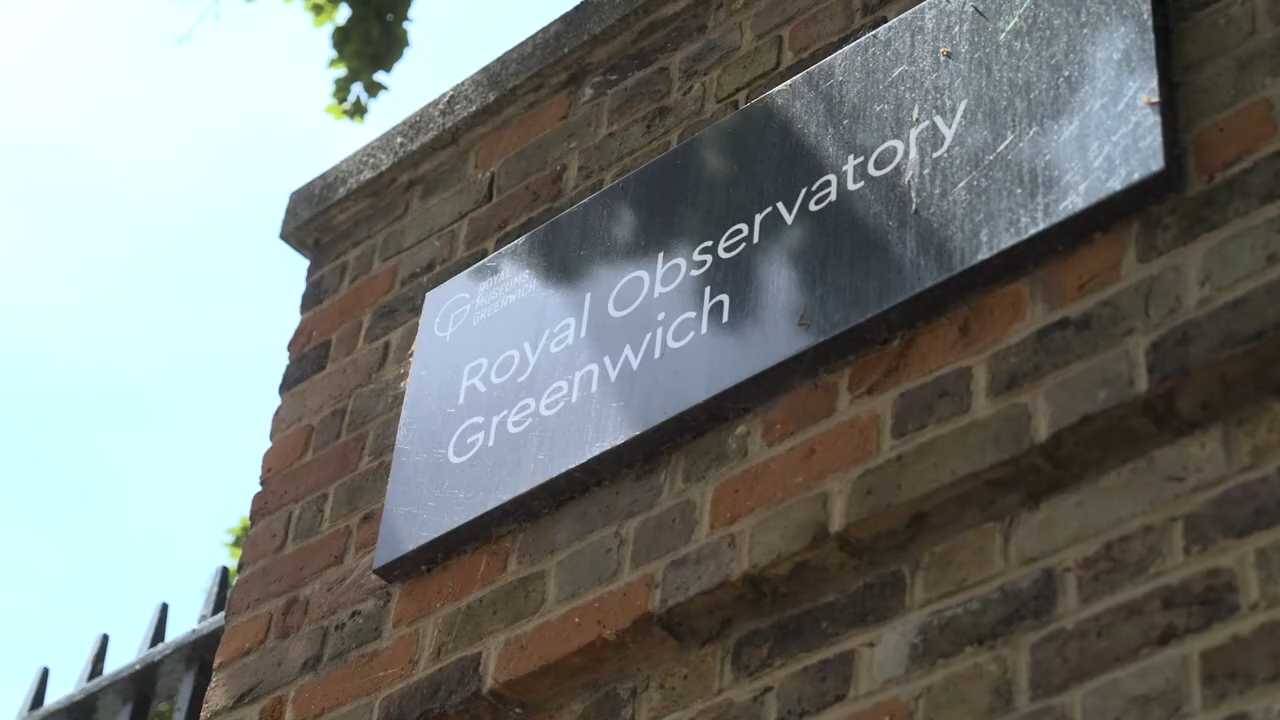 ROYAL
MUSEUMS
GREENWICH
Royal Observatory
Greenwich